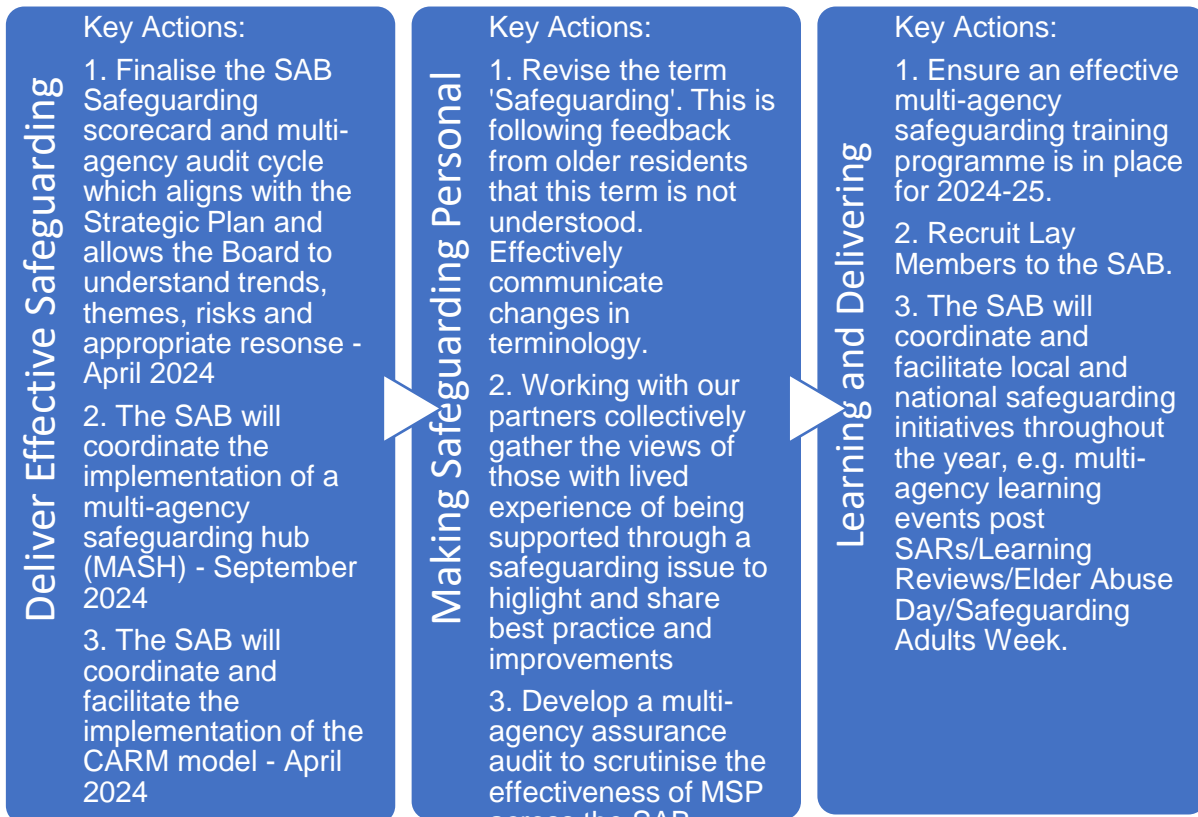 Deliver Effective Safeguarding
Key Actions:
1. Finalise the SAB
Safeguarding
scorecard and multi-
agency audit cycle
which aligns with the
Strategic Plan and
allows the Board to
understand trends,
themes, risks and
appropriate resonse -
April 2024
2. The SAB will
coordinate the
implementation of a
multi-agency
safeguarding hub
(MASH) - September
2024
3. The SAB will
coordinate and
facilitate the
implementation of the
CARM model - April
2024
Making Safeguarding Personal
Key Actions:
1. Revise the term
'Safeguarding'. This is
following feedback
from older residents
that this term is not
understood.
Effectively
communicate
changes in
terminology.
2. Working with our
partners collectively
gather the views of
those with lived
experience of being
supported through a
safeguarding issue to
higlight and share
best practice and
improvements
3. Develop a multi-
agency assurance
audit to scrutinise the
effectiveness of MSP
across the SAB
Learning and Delivering
Key Actions:
1. Ensure an effective
multi-agency
safeguarding training
programme is in place
for 2024-25.
2. Recruit Lay
Members to the SAB.
3. The SAB will
coordinate and
facilitate local and
national safeguarding
initiatives throughout
the year, e.g. multi-
agency learning
events post
SARs/Learning
Reviews/Elder Abuse
Day/Safeguarding
Adults Week.